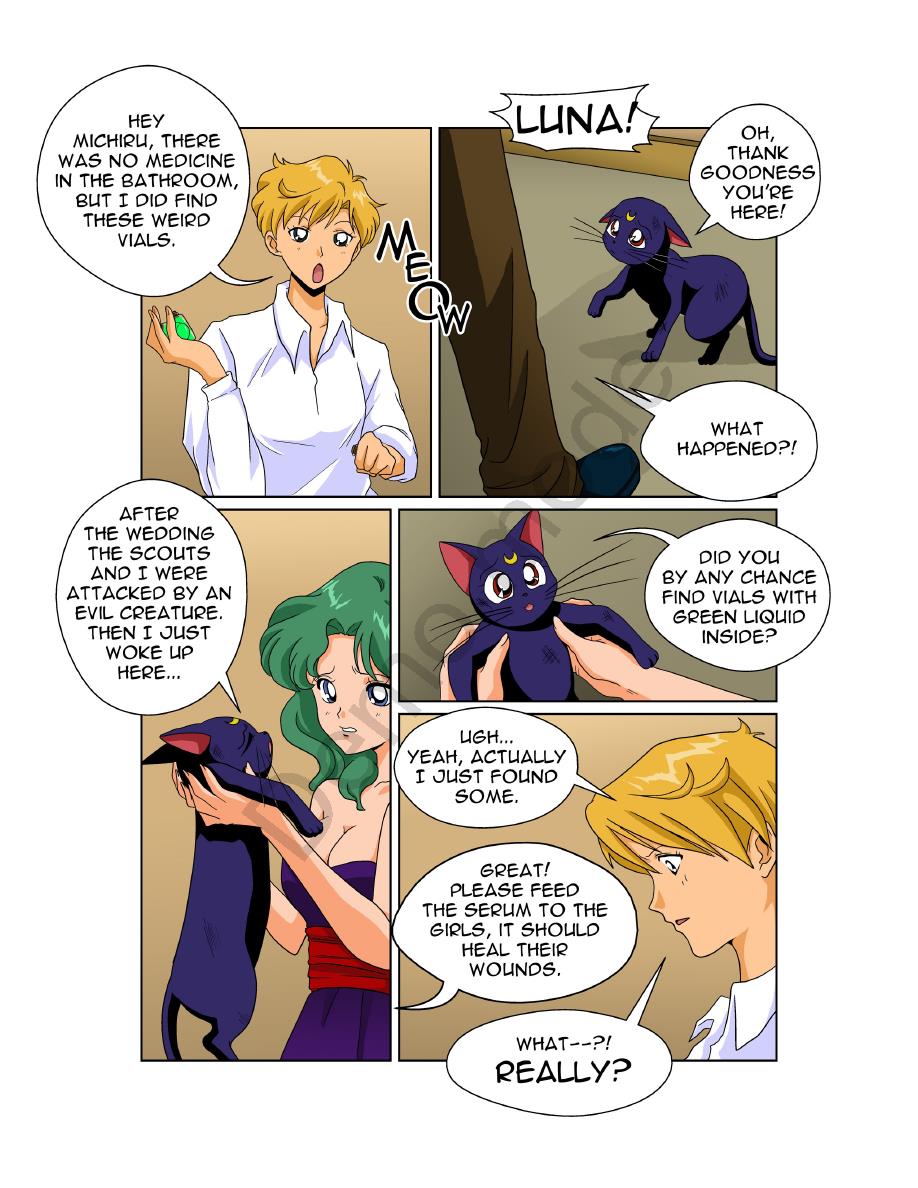 HEY
MICHIRU, THERE
WAS NO MEDICINE
IN THE BATHROOM,
BUT I DID FIND
THESE WEIRD
VIALS.
MEOW
LUNA!
OH,
THANK
GOODNESS
YOU'RE
HERE!
WHAT
HAPPENED?!
AFTER
THE WEDDING
THE SCOUTS
AND I WERE
ATTACKED BY AN
EVIL CREATURE.
THEN I JUST
WOKE UP
HERE...
DID YOU
BY ANY CHANCE
FIND VIALS WITH
GREEN LIQUID
INSIDE?
UGH...
YEAH, ACTUALLY
I JUST FOUND
SOME.
GREAT!
PLEASE FEED
THE SERUM TO THE
GIRLS, IT SHOULD
HEAL THEIR
WOUNDS.
WHAT--?!
REALLY?